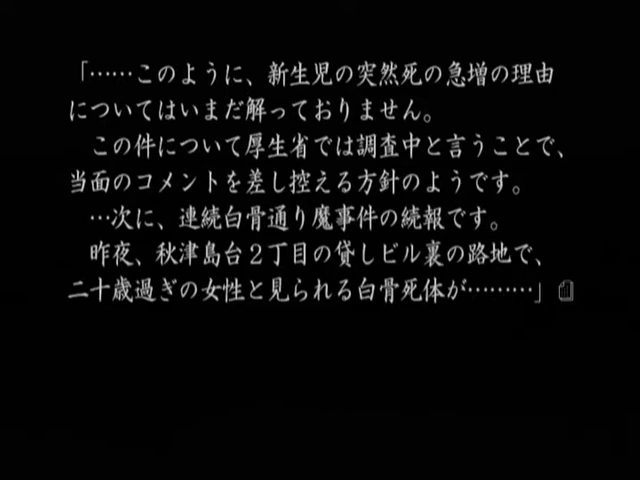 「……このように、新生児の突然死の急増の理由
についてはいまだ解っておりません。
この件について厚生省では調査中と言うことで、
当面のコメントを差し控える方針のようです。
…次に、連続白骨通り魔事件の続報です。
昨夜、秋津島台２丁目の貸しビル裏の路地で、
二十歳過ぎの女性と見られる白骨死体が………」